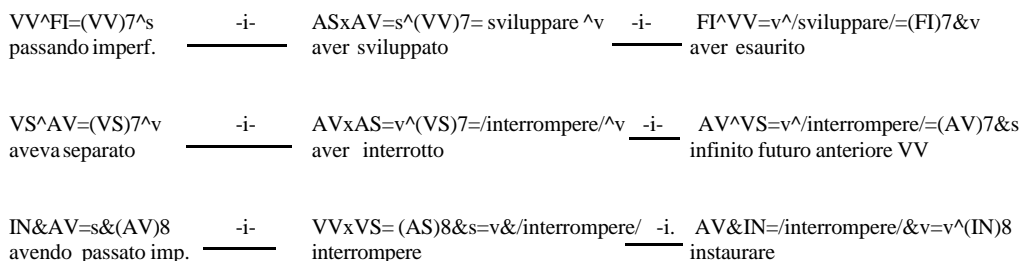 VV^FI=(VV)7^s -i- ASxAV=s^(VV)7= sviluppare ^v -i- FI^VV=v^/sviluppare/=(FI)7&v
passando imperf. aver sviluppato aver esaurito
VS^AV=(VS)7^v -i- AVxAS=v^(VS)7=/interrompere/^v -i- AV^VS=v^/interrompere/=(AV)7&s
aveva separato aver interrotto infinito futuro anteriore VV
IN&AV=s&(AV)8 -i- VVxVS= (AS)8&s=v&/interrompere/ -i. AV&IN=/interrompere/&v=v^(IN)8
avendo passato imp. interrompere instaurare